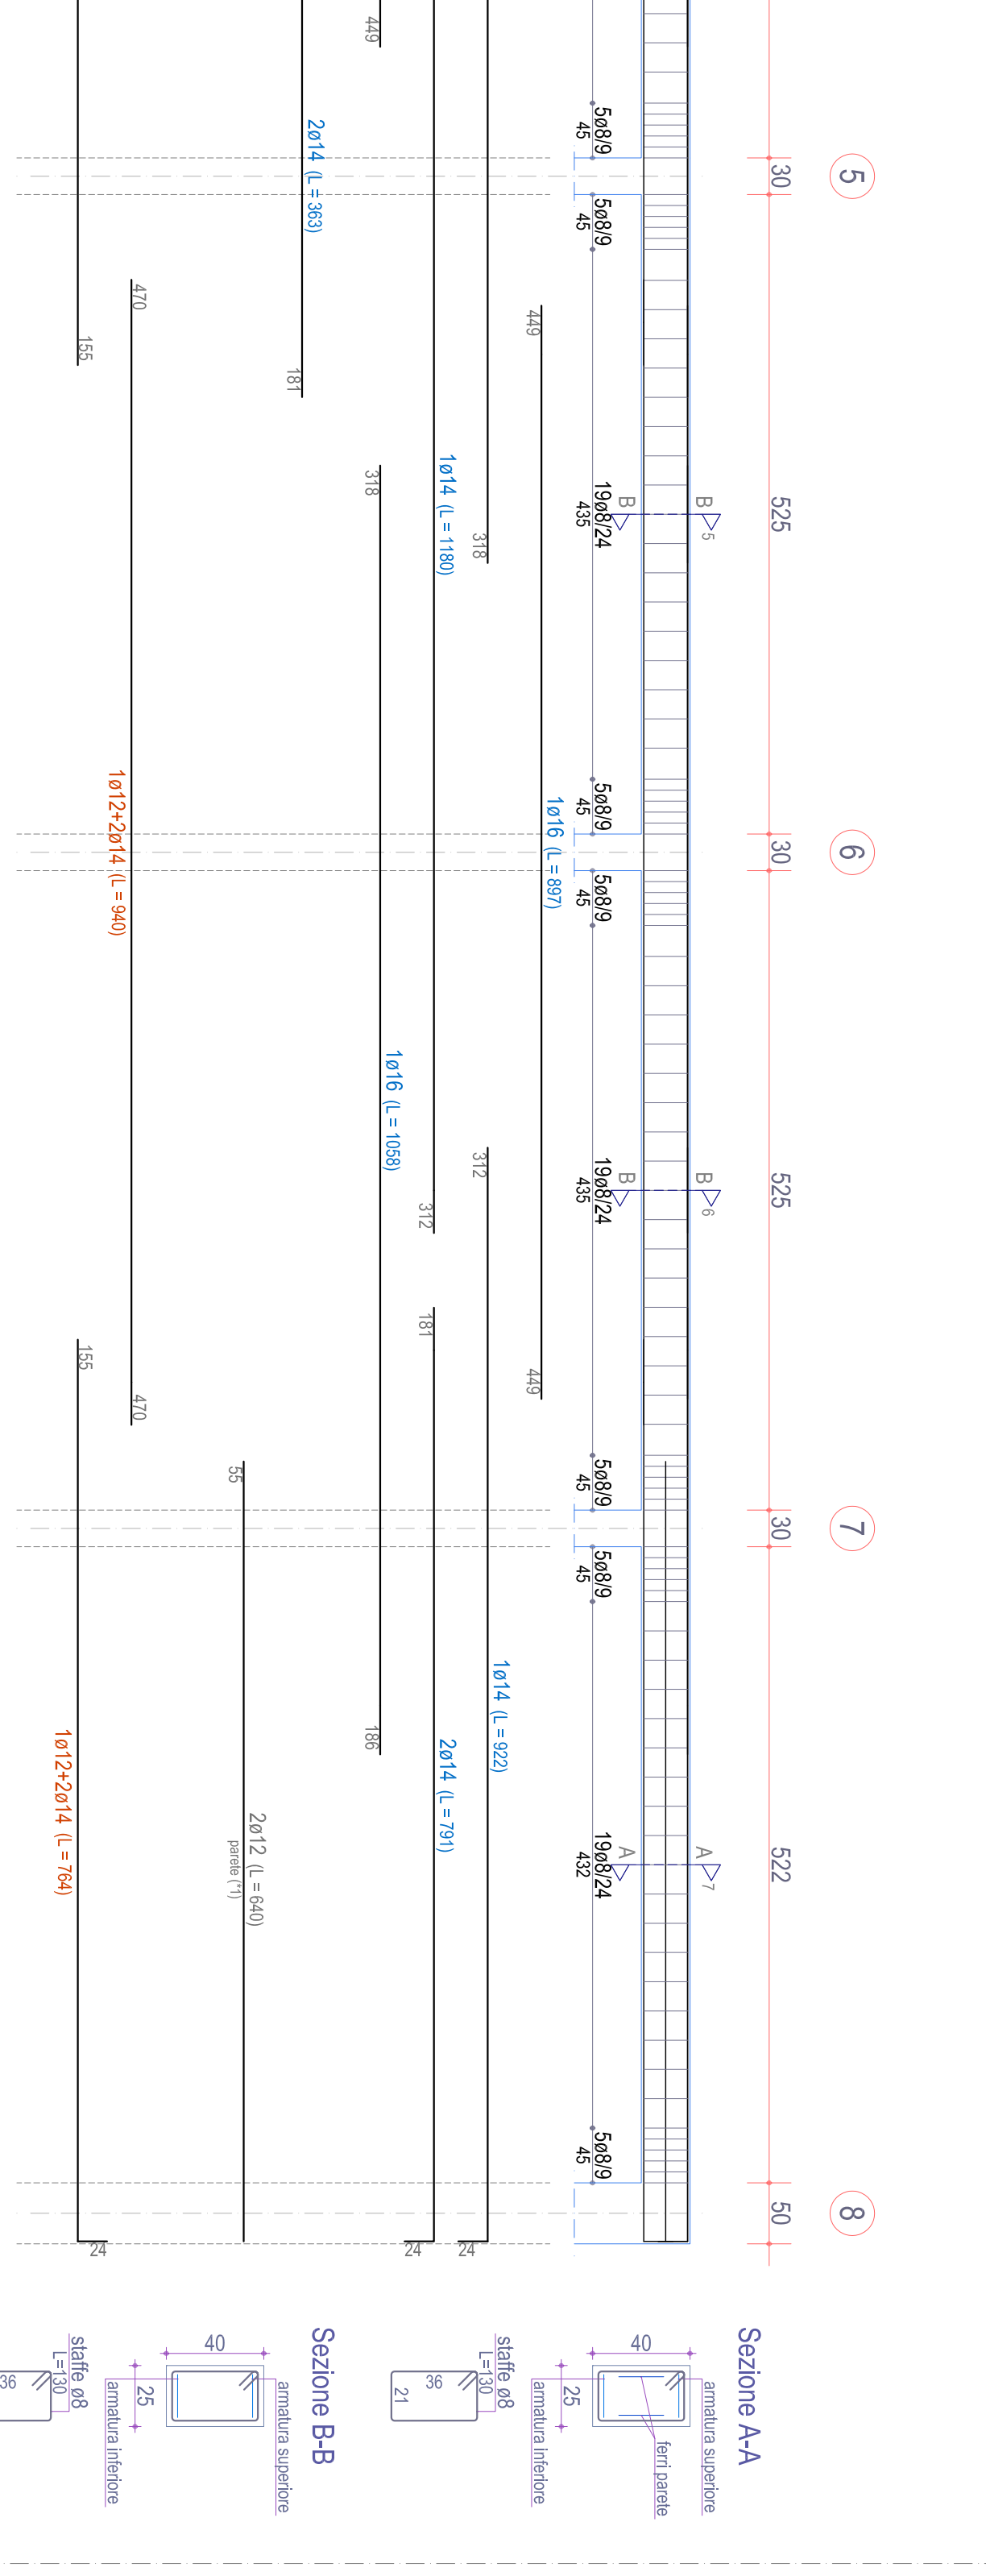 5 6 7 8
30 525 30 525 30 522 50
B 5 B 6 A 7
B B A
5ø8/9 5ø8/9 19ø8/24 5ø8/9 5ø8/9 19ø8/24 5ø8/9 5ø8/9 19ø8/24 5ø8/9
45 45 435 45 45 435 45 45 432 45
1ø16 (L = 897)
449 449
1ø14 (L = 922)
318 312 24
1ø14 (L = 1180) 2ø14 (L = 791)
312 181 24
1ø16 (L = 1058)
449 318 186
2ø14 (L = 363)
181
2ø12 (L = 640)
55 parete (*1)
470 470
1ø12+2ø14 (L = 940)
155 155 24
1ø12+2ø14 (L = 764)
Sezione A-A
armatura superiore
40
ferri parete
25
armatura inferiore
staffe ø8
L=130
36
21
Sezione B-B
armatura superiore
40
25
armatura inferiore
staffe ø8
L=130
36